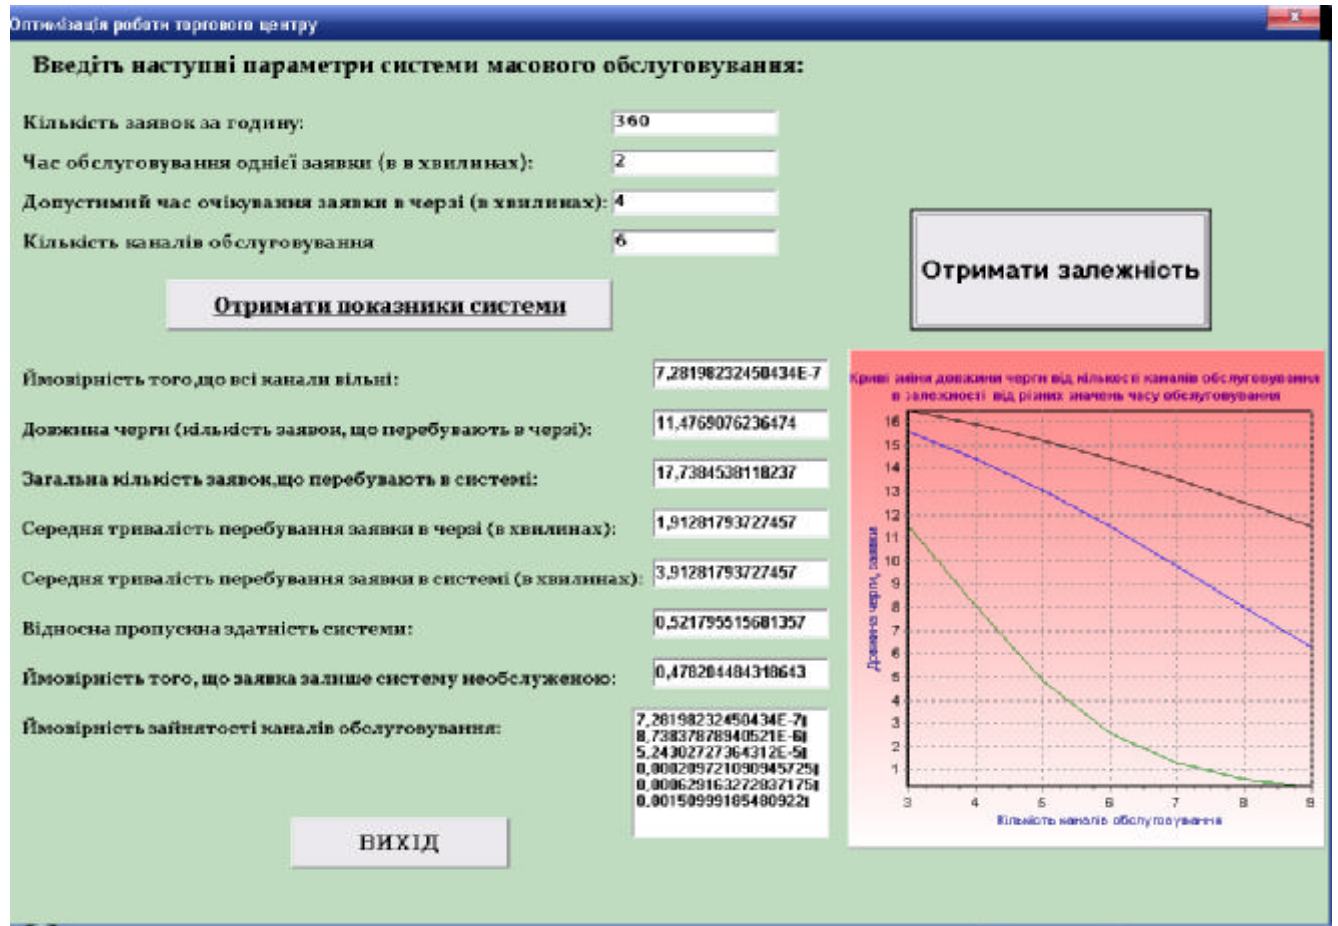 Оптимізація роботи торгового центру
x
Введіть наступні параметри системи масового обслуговування:
Кількість заявок за годину: 360
Час обслуговування однієї заявки (в в хвилинах): 2
Допустимий час очікування заявки в черзі (в хвилинах): 4
Кількість каналів обслуговування 6
Отримати залежність
Отримати показники системи
Ймовірність того,що всі канали вільні: 7,28198232450434E-7
Довжина черги (кількість заявок, що перебувають в черзі): 11,4769076236474
Загальна кількість заявок,що перебувають в системі: 17,7384538118237
Середня тривалість перебування заявки в черзі (в хвилинах): 1,91281793727457
Середня тривалість перебування заявки в системі (в хвилинах): 3,91281793727457
Відносна пропускна здатність системи: 0,521795515681357
Ймовірність того, що заявка залише систему необслуженою: 0,478204484318643
Ймовірність зайнятості каналів обслуговування:
7,28198232450434E-7
8,73837878940521E-6
5,24302727364312E-5
0,000209721090945725
0,000629163272837175
0,00150999185480922
ВИХІД
Криві зміни довжини черги від кількості каналів обслуговування
в залежності від різних значень часу обслуговування
Довжина черги, заявки
16
15
14
13
12
11
10
9
8
7
6
5
4
3
2
1
3 4 5 6 7 8 9
Кількість каналів обслуговування